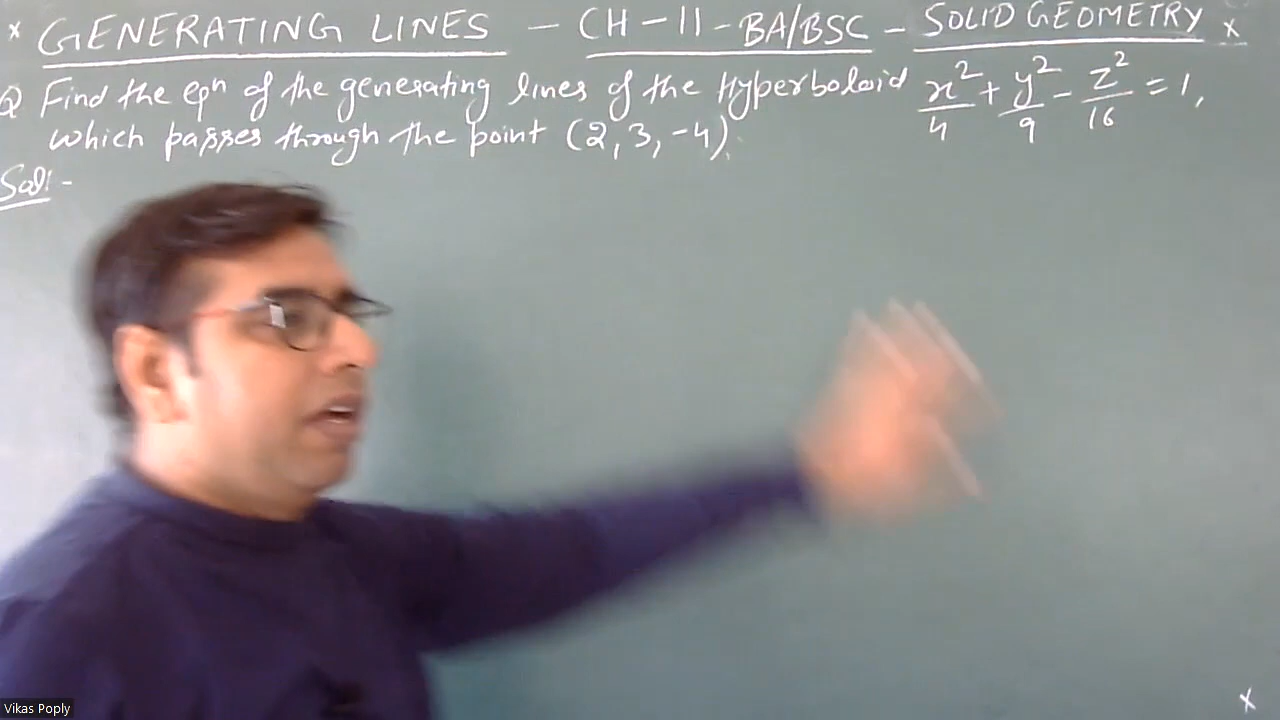 × GENERATING LINES - CH-11 - BA/BSC - SOLID GEOMETRY ×
Q Find the eqn of the generating lines of the Hyperboloid x²/4 + y²/9 - z²/16 = 1,
which passes through the point (2, 3, -4).
Sol:-
×
Vikas Poply